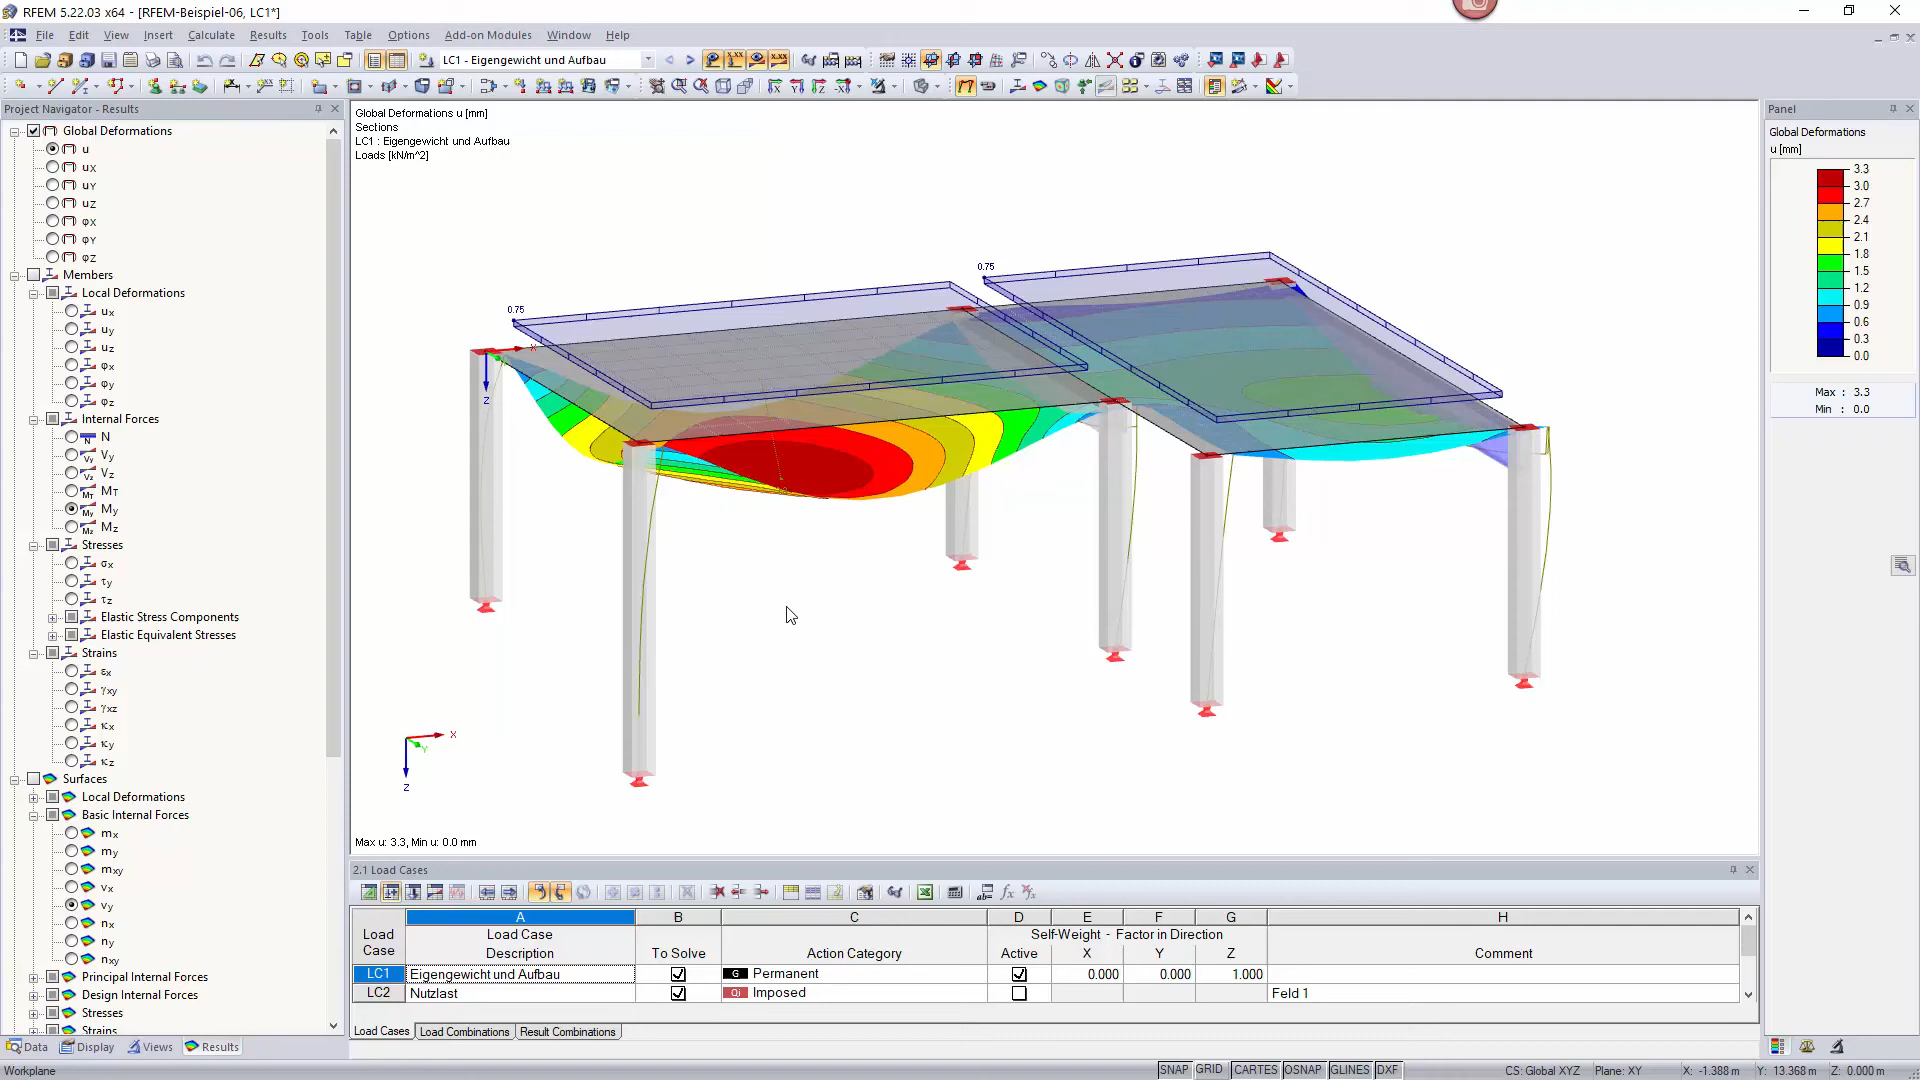 RFEM 5.22.03 x64 - [RFEM-Beispiel-06, LC1*]
File Edit View Insert Calculate Results Tools Table Options Add-on Modules Window Help
LC1 - Eigengewicht und Aufbau
Project Navigator - Results
Global Deformations
u
uX
uY
uZ
φX
φY
φZ
Members
Local Deformations
ux
uy
uz
φx
φy
φz
Internal Forces
N
Vy
Vz
MT
My
Mz
Stresses
σx
τy
τz
Elastic Stress Components
Elastic Equivalent Stresses
Strains
εx
γxy
γxz
κx
κy
κz
Surfaces
Local Deformations
Basic Internal Forces
mx
my
mxy
vx
vy
nx
ny
nxy
Principal Internal Forces
Design Internal Forces
Stresses
Strains
Data Display Views Results
Workplane
Global Deformations u [mm]
Sections
LC1 : Eigengewicht und Aufbau
Loads [kN/m^2]
0.75
0.75
X
Z
X
Y
Z
Max u: 3.3, Min u: 0.0 mm
Panel
Global Deformations
u [mm]
3.3
3.0
2.7
2.4
2.1
1.8
1.5
1.2
0.9
0.6
0.3
0.0
Max : 3.3
Min : 0.0
2.1 Load Cases
A B C D E F G H
Load Case Load Case Description To Solve Action Category Self-Weight - Factor in Direction Active X Y Z Comment
LC1 Eigengewicht und Aufbau G Permanent 0.000 0.000 1.000
LC2 Nutzlast Qi Imposed Feld 1
Load Cases Load Combinations Result Combinations
SNAP GRID CARTES OSNAP GLINES DXF CS: Global XYZ Plane: XY X: -1.388 m Y: 13.368 m Z: 0.000 m